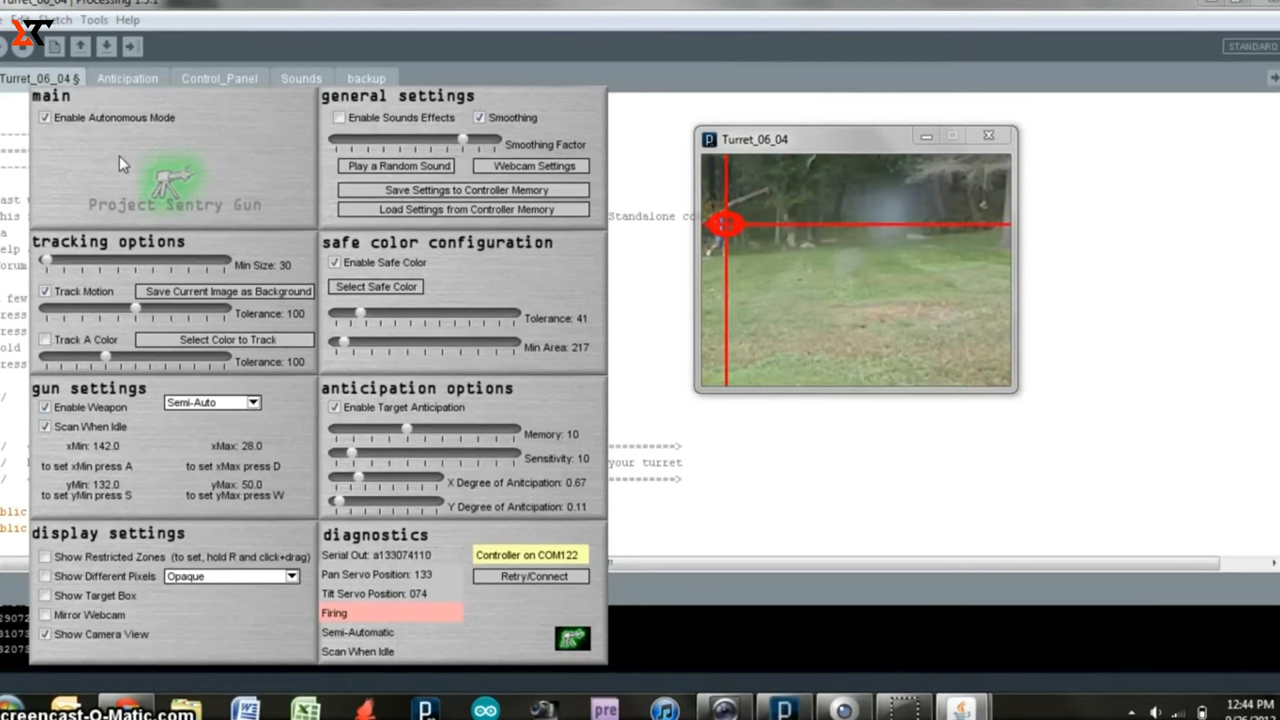 Turret_06_04 | Processing 1.5.1
Edit Sketch Tools Help
STANDARD
Turret_06_04 § Anticipation Control_Panel Sounds backup
main
Enable Autonomous Mode
Project Sentry Gun
general settings
Enable Sounds Effects Smoothing
Smoothing Factor
Play a Random Sound Webcam Settings
Save Settings to Controller Memory
Load Settings from Controller Memory
tracking options
Min Size: 30
Track Motion Save Current Image as Background
Tolerance: 100
Track A Color Select Color to Track
Tolerance: 100
safe color configuration
Enable Safe Color
Select Safe Color
Tolerance: 41
Min Area: 217
gun settings
Enable Weapon Semi-Auto
Scan When Idle
xMin: 142.0 xMax: 28.0
to set xMin press A to set xMax press D
yMin: 132.0 yMax: 50.0
to set yMin press S to set yMax press W
anticipation options
Enable Target Anticipation
Memory: 10
Sensitivity: 10
X Degree of Anitcipation: 0.67
Y Degree of Anitcipation: 0.11
display settings
Show Restricted Zones (to set, hold R and click+drag)
Show Different Pixels Opaque
Show Target Box
Mirror Webcam
Show Camera View
diagnostics
Serial Out: a133074110 Controller on COM122
Pan Servo Position: 133 Retry/Connect
Tilt Servo Position: 074
Firing
Semi-Automatic
Scan When Idle
Turret_06_04
Standalone co
==========>
your turret
==========>
29072
31073
32073
pre
12:44 PM
screencast-O-Matic.com